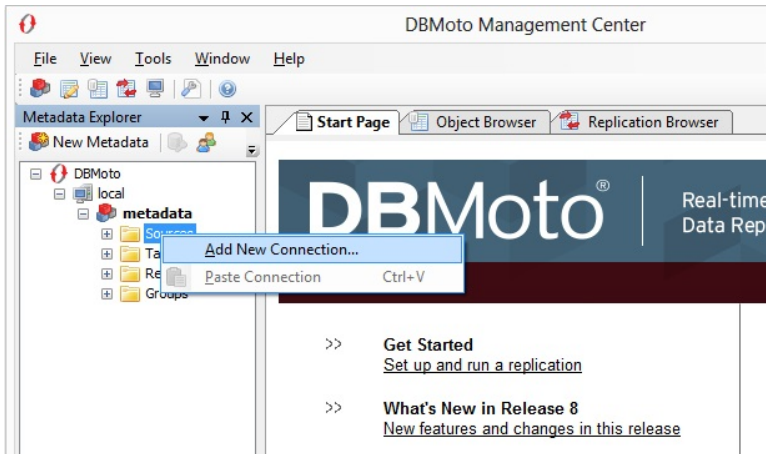 DBMoto Management Center
File View Tools Window Help
Metadata Explorer
New Metadata
DBMoto
local
metadata
Sources
Add New Connection...
Paste Connection Ctrl+V
Groups
Start Page Object Browser Replication Browser
DBMoto®
Real-time
Data Rep
>> Get Started
Set up and run a replication
>> What's New in Release 8
New features and changes in this release